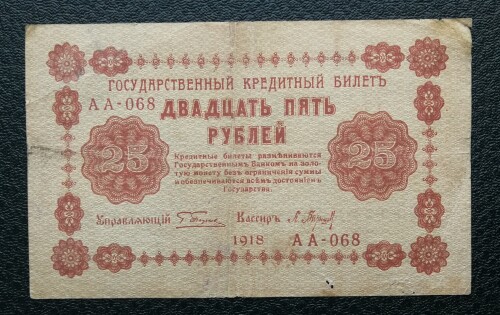 ГОСУДАРСТВЕННЫЙ КРЕДИТНЫЙ БИЛЕТЪ
АА-068 ДВАДЦАТЬ ПЯТЬ
РУБЛЕЙ
25
Кредитные билеты размѣниваются
Государственнымъ Банкомъ на золо-
тую монету безъ ограниченія суммы
и обезпечиваются всѣмъ достояніемъ
Государства.
25
Управляющій
Кассиръ
1918 АА-068